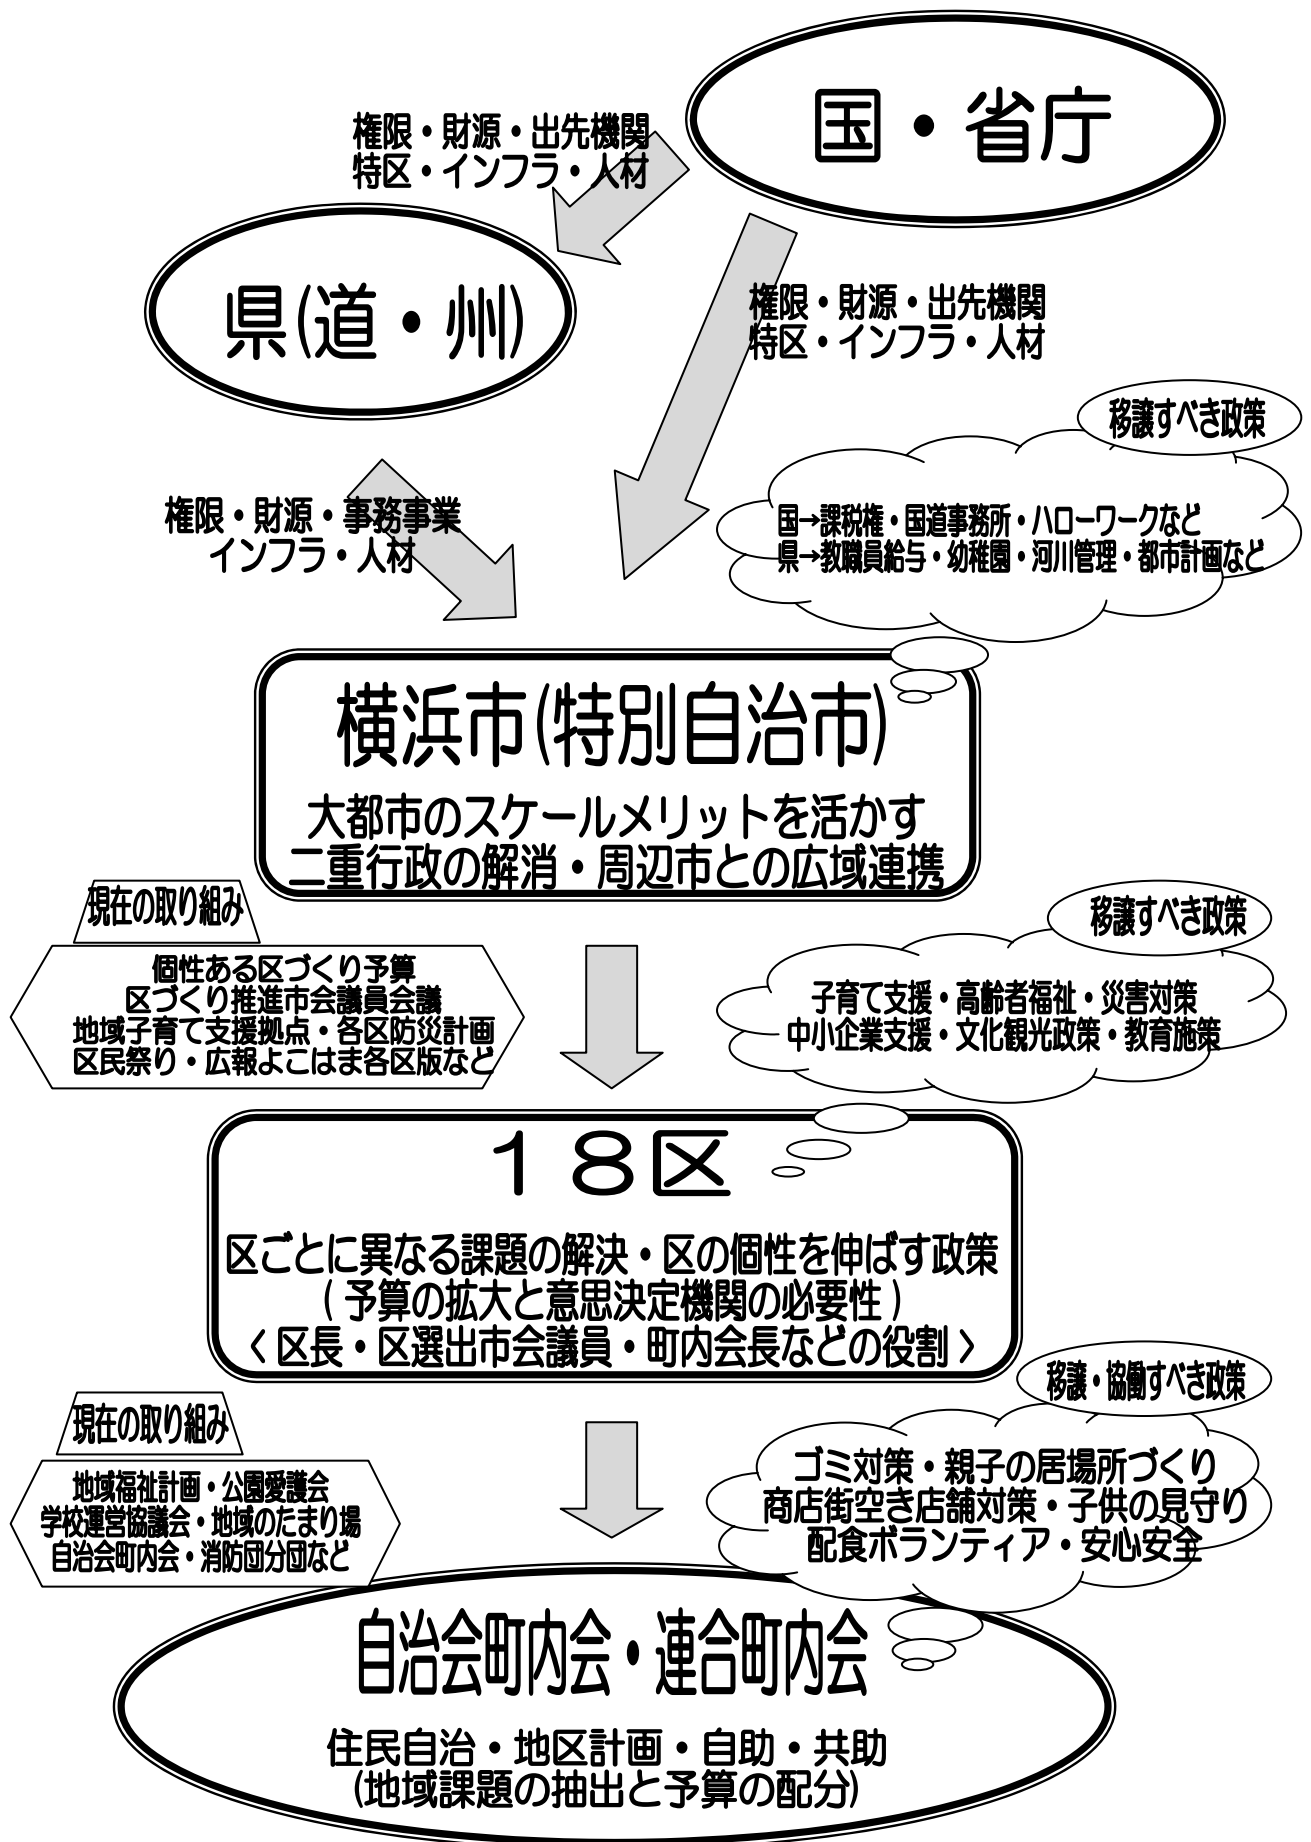 国・省庁
権限・財源・出先機関
特区・インフラ・人材
県(道・州)
権限・財源・出先機関
特区・インフラ・人材
移譲すべき政策
国→課税権・国道事務所・ハローワークなど
県→教職員給与・幼稚園・河川管理・都市計画など
権限・財源・事務事業
インフラ・人材
横浜市(特別自治市)
大都市のスケールメリットを活かす
二重行政の解消・周辺市との広域連携
現在の取り組み
個性ある区づくり予算
区づくり推進市会議員会議
地域子育て支援拠点・各区防災計画
区民祭り・広報よこはま各区版など
移譲すべき政策
子育て支援・高齢者福祉・災害対策
中小企業支援・文化観光政策・教育施策
18区
区ごとに異なる課題の解決・区の個性を伸ばす政策
(予算の拡大と意思決定機関の必要性)
〈区長・区選出市会議員・町内会長などの役割〉
現在の取り組み
地域福祉計画・公園愛護会
学校運営協議会・地域のたまり場
自治会町内会・消防団分団など
移譲・協働すべき政策
ゴミ対策・親子の居場所づくり
商店街空き店舗対策・子供の見守り
配食ボランティア・安心安全
自治会町内会・連合町内会
住民自治・地区計画・自助・共助
(地域課題の抽出と予算の配分)